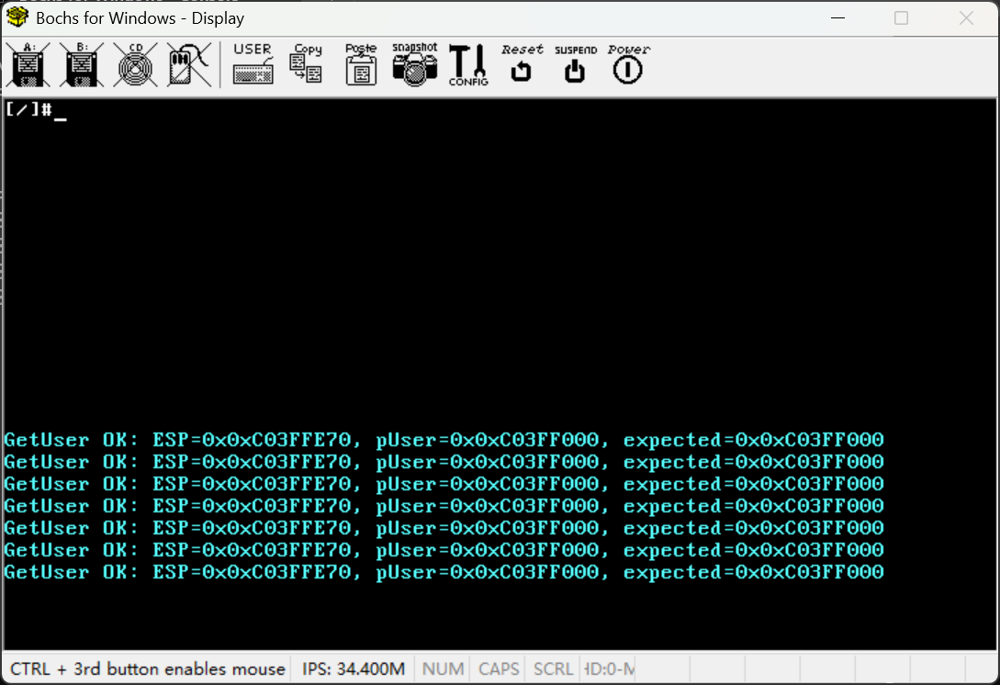 Bochs for Windows - Display
A: B: CD USER Copy Paste snapshot CONFIG Reset SUSPEND Power
[/]#_
GetUser OK: ESP=0x0xC03FFE70, pUser=0x0xC03FF000, expected=0x0xC03FF000
GetUser OK: ESP=0x0xC03FFE70, pUser=0x0xC03FF000, expected=0x0xC03FF000
GetUser OK: ESP=0x0xC03FFE70, pUser=0x0xC03FF000, expected=0x0xC03FF000
GetUser OK: ESP=0x0xC03FFE70, pUser=0x0xC03FF000, expected=0x0xC03FF000
GetUser OK: ESP=0x0xC03FFE70, pUser=0x0xC03FF000, expected=0x0xC03FF000
GetUser OK: ESP=0x0xC03FFE70, pUser=0x0xC03FF000, expected=0x0xC03FF000
GetUser OK: ESP=0x0xC03FFE70, pUser=0x0xC03FF000, expected=0x0xC03FF000
CTRL + 3rd button enables mouse IPS: 34.400M NUM CAPS SCRL HD:0-M